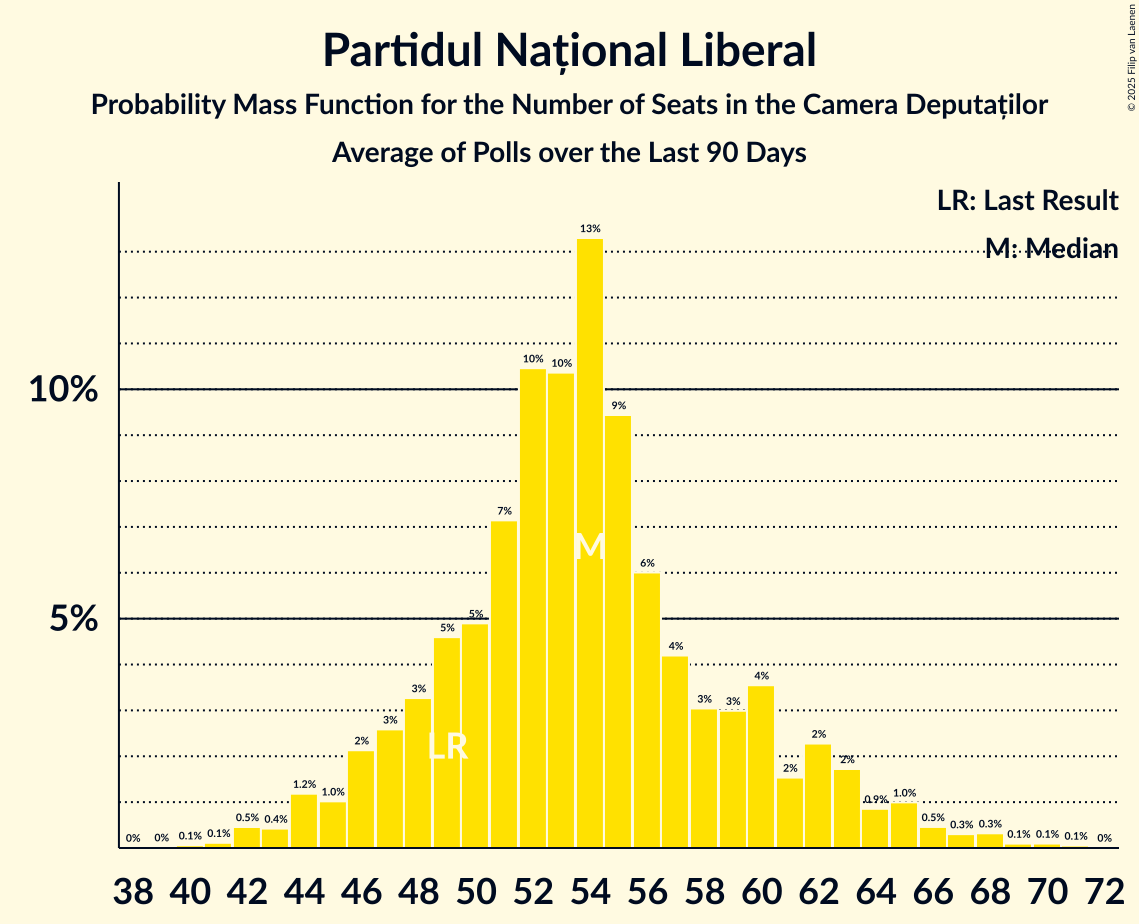 Partidul Național Liberal
Probability Mass Function for the Number of Seats in the Camera Deputaților
Average of Polls over the Last 90 Days
© 2025 Filip van Laenen
LR: Last Result
M: Median
10%
5%
0% 0% 0.1% 0.1% 0.5% 0.4% 1.2% 1.0% 2% 3% 3% 5% 5% 7% 10% 10% 13% 9% 6% 4% 3% 3% 4% 2% 2% 2% 0.9% 1.0% 0.5% 0.3% 0.3% 0.1% 0.1% 0.1% 0%
M
LR
38 40 42 44 46 48 50 52 54 56 58 60 62 64 66 68 70 72